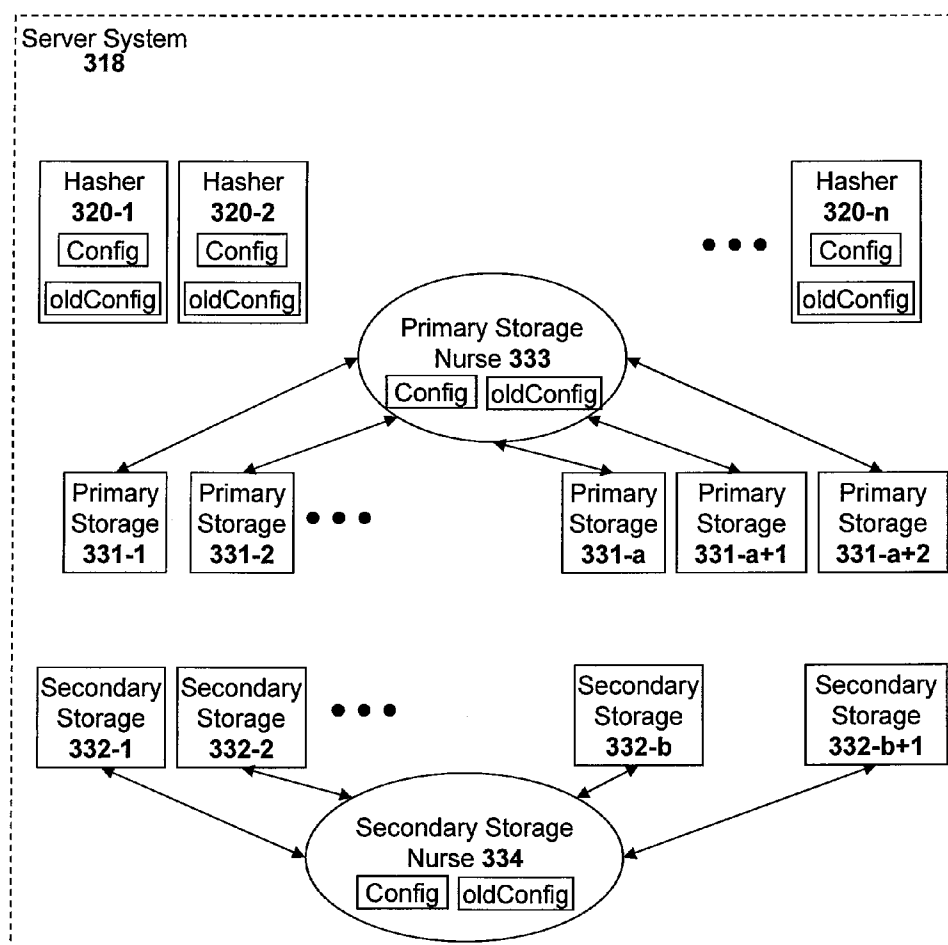 Server System
318
Hasher
320-1
Config
oldConfig
Hasher
320-2
Config
oldConfig
Hasher
320-n
Config
oldConfig
Primary Storage
Nurse 333
Config
oldConfig
Primary
Storage
331-1
Primary
Storage
331-2
Primary
Storage
331-a
Primary
Storage
331-a+1
Primary
Storage
331-a+2
Secondary
Storage
332-1
Secondary
Storage
332-2
Secondary
Storage
332-b
Secondary
Storage
332-b+1
Secondary Storage
Nurse 334
Config
oldConfig